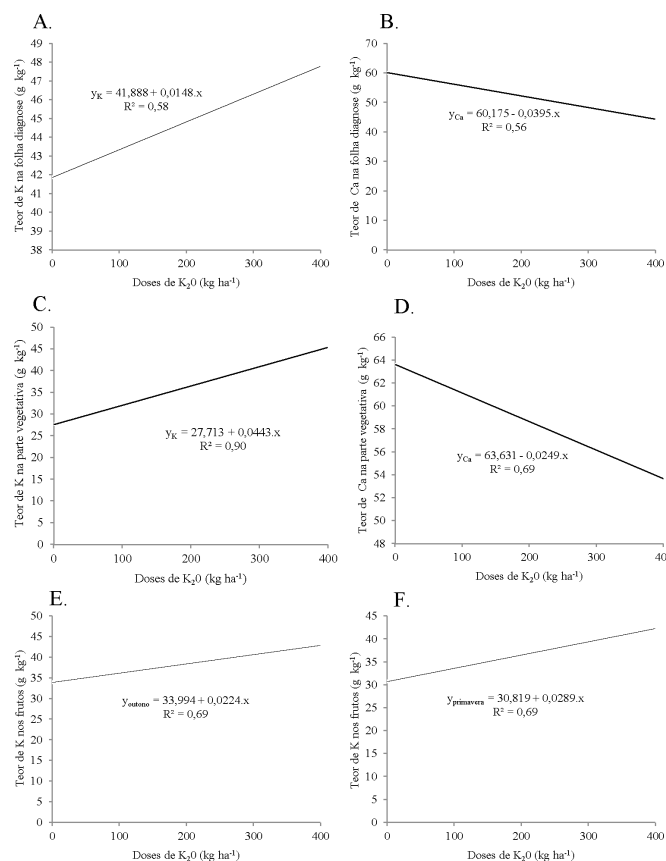 A.
Teor de K na folha diagnose (g kg⁻¹)
49
48
47
46
45
44
43
42
41
40
39
38
y_K = 41,888 + 0,0148.x
R² = 0,58
0 100 200 300 400
Doses de K₂0 (kg ha⁻¹)
B.
Teor de Ca na folha diagnose (g kg⁻¹)
70
60
50
40
30
20
10
0
y_Ca = 60,175 - 0,0395.x
R² = 0,56
0 100 200 300 400
Doses de K₂0 (kg ha⁻¹)
C.
Teor de K na parte vegetativa (g kg⁻¹)
50
45
40
35
30
25
20
15
10
5
0
y_K = 27,713 + 0,0443.x
R² = 0,90
0 100 200 300 400
Doses de K₂0 (kg ha⁻¹)
D.
Teor de Ca na parte vegetativa (g kg⁻¹)
66
64
62
60
58
56
54
52
50
48
y_Ca = 63,631 - 0,0249.x
R² = 0,69
0 100 200 300 400
Doses de K₂0 (kg ha⁻¹)
E.
Teor de K nos frutos (g kg⁻¹)
50
45
40
35
30
25
20
15
10
5
0
y_outono = 33,994 + 0,0224.x
R² = 0,69
0 100 200 300 400
Doses de K₂0 (kg ha⁻¹)
F.
Teor de K nos frutos (g kg⁻¹)
45
40
35
30
25
20
15
10
5
0
y_primavera = 30,819 + 0,0289.x
R² = 0,69
0 100 200 300 400
Doses de K₂0 (kg ha⁻¹)